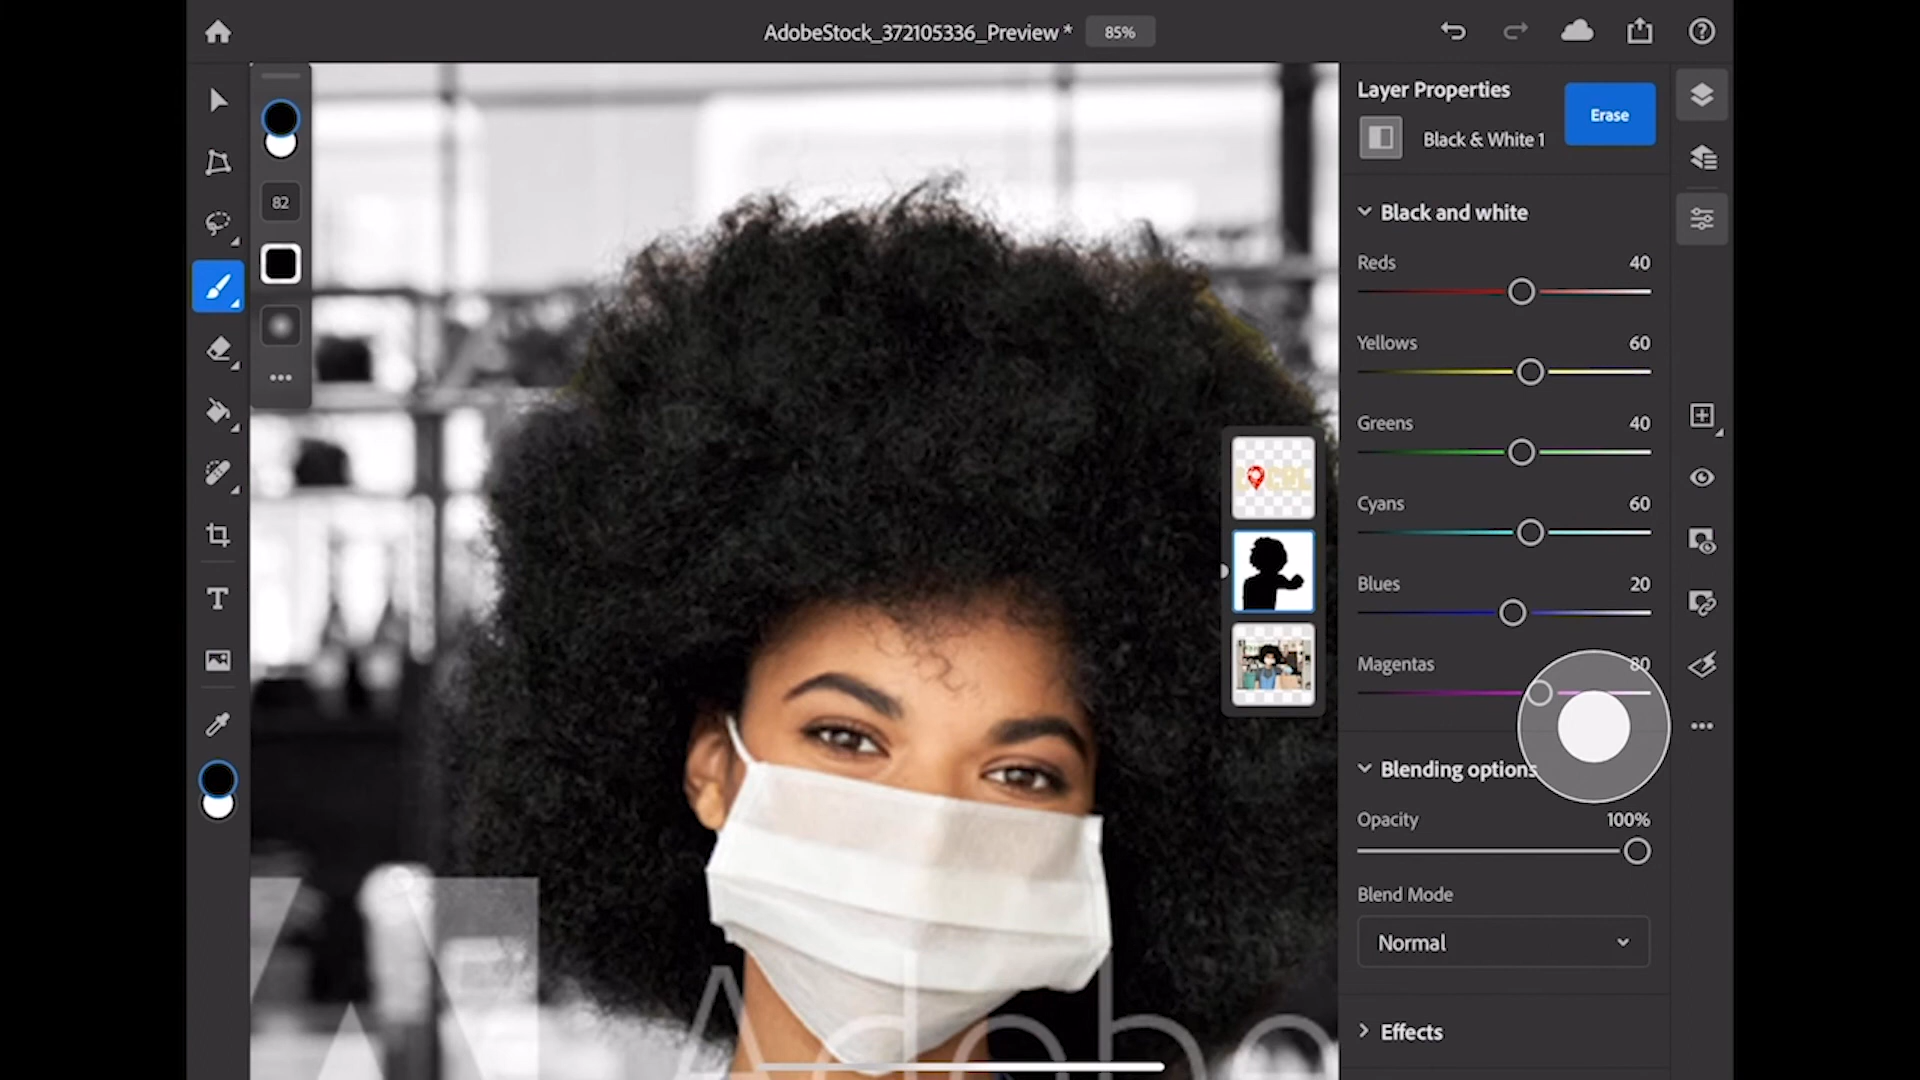 AdobeStock_372105336_Preview *
85%
Layer Properties
Erase
Black & White 1
82
Black and white
Reds 40
Yellows 60
Greens 40
Cyans 60
Blues 20
Magentas 80
Blending options
Opacity 100%
Blend Mode
Normal
Effects
T
Adobe